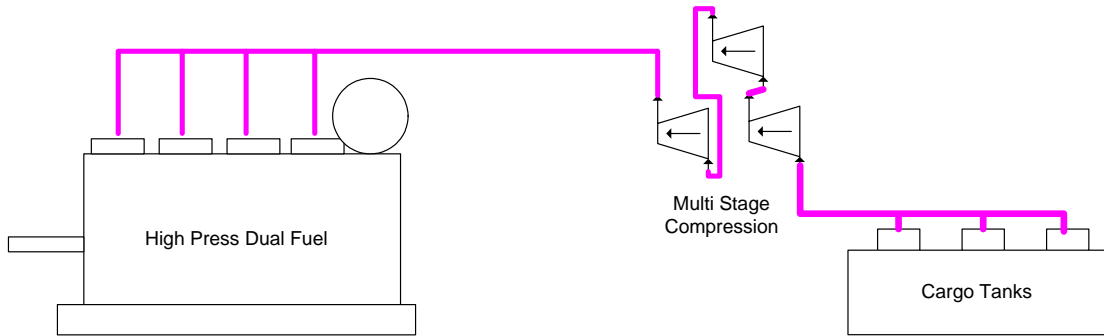 High Press Dual Fuel
Multi Stage
Compression
Cargo Tanks